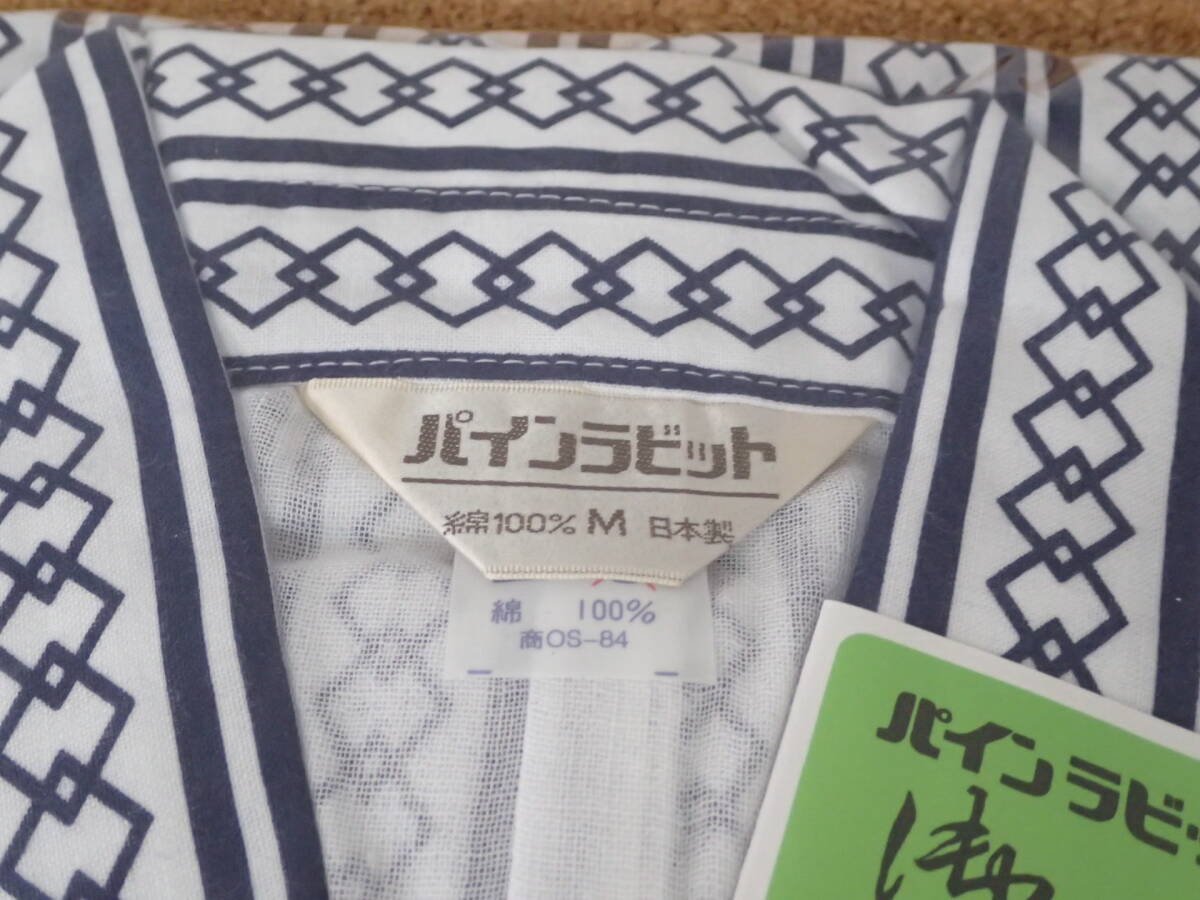 パインラビット
綿100% M 日本製
綿 100%
商OS-84
パインラビッ